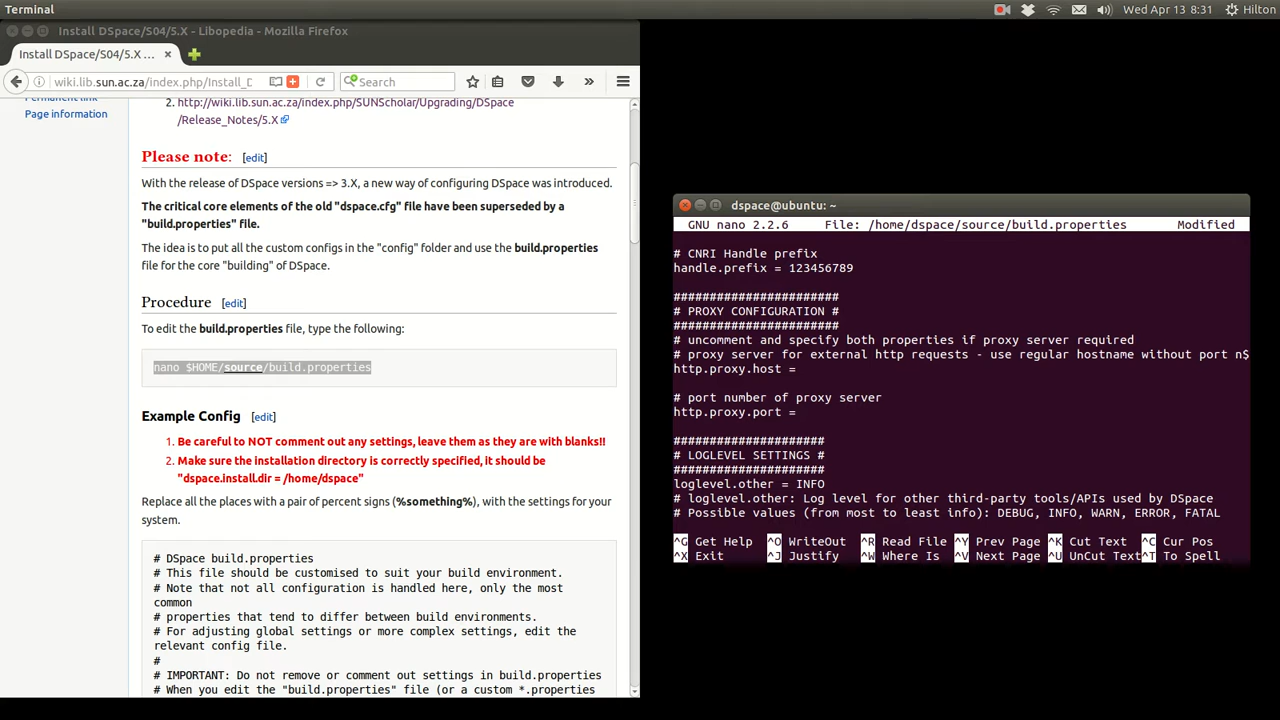 Terminal
Wed Apr 13 8:31
Hilton
Install DSpace/S04/5.X - Libopedia - Mozilla Firefox
Install DSpace/S04/5.X ...
wiki.lib.sun.ac.za/index.php/Install_D
Search
Page information
2. http://wiki.lib.sun.ac.za/index.php/SUNScholar/Upgrading/DSpace
/Release_Notes/5.X
Please note: [edit]
With the release of DSpace versions => 3.X, a new way of configuring DSpace was introduced.
The critical core elements of the old "dspace.cfg" file have been superseded by a
"build.properties" file.
The idea is to put all the custom configs in the "config" folder and use the build.properties
file for the core "building" of DSpace.
Procedure [edit]
To edit the build.properties file, type the following:
nano $HOME/source/build.properties
Example Config [edit]
1. Be careful to NOT comment out any settings, leave them as they are with blanks!!
2. Make sure the installation directory is correctly specified, it should be
"dspace.install.dir = /home/dspace"
Replace all the places with a pair of percent signs (%something%), with the settings for your
system.
# DSpace build.properties
# This file should be customised to suit your build environment.
# Note that not all configuration is handled here, only the most
common
# properties that tend to differ between build environments.
# For adjusting global settings or more complex settings, edit the
relevant config file.
#
# IMPORTANT: Do not remove or comment out settings in build.properties
# When you edit the "build.properties" file (or a custom *.properties
dspace@ubuntu: ~
GNU nano 2.2.6 File: /home/dspace/source/build.properties Modified
# CNRI Handle prefix
handle.prefix = 123456789
#######################
# PROXY CONFIGURATION #
#######################
# uncomment and specify both properties if proxy server required
# proxy server for external http requests - use regular hostname without port n$
http.proxy.host =
# port number of proxy server
http.proxy.port =
#####################
# LOGLEVEL SETTINGS #
#####################
loglevel.other = INFO
# loglevel.other: Log level for other third-party tools/APIs used by DSpace
# Possible values (from most to least info): DEBUG, INFO, WARN, ERROR, FATAL
^G Get Help ^O WriteOut ^R Read File ^Y Prev Page ^K Cut Text ^C Cur Pos
^X Exit ^J Justify ^W Where Is ^V Next Page ^U UnCut Text ^T To Spell